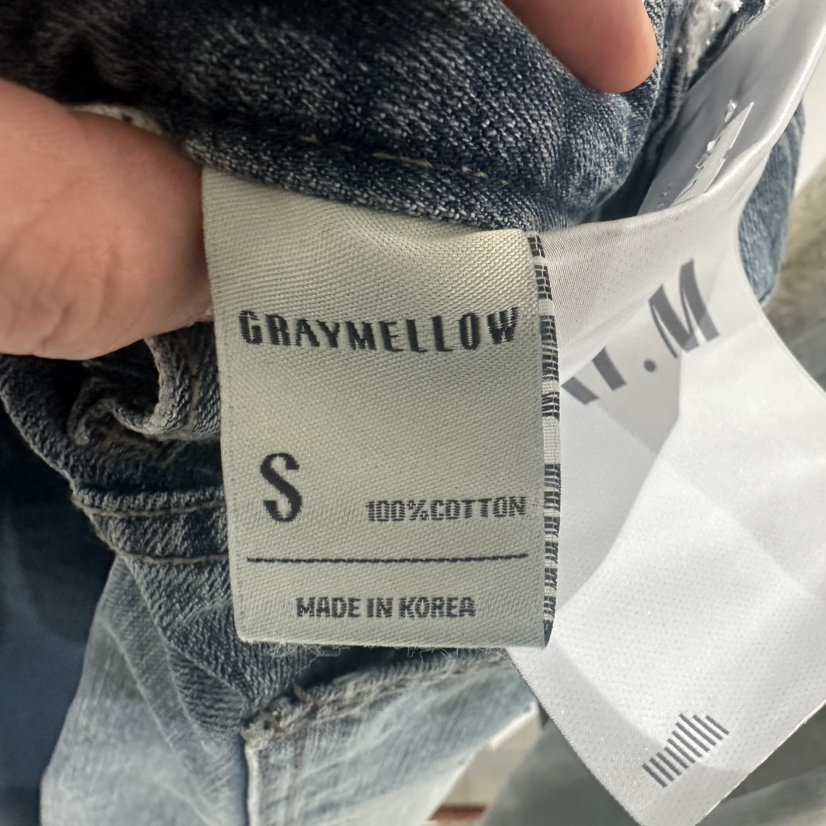 GRAYMELLOW
S
100%COTTON
MADE IN KOREA
Y.M